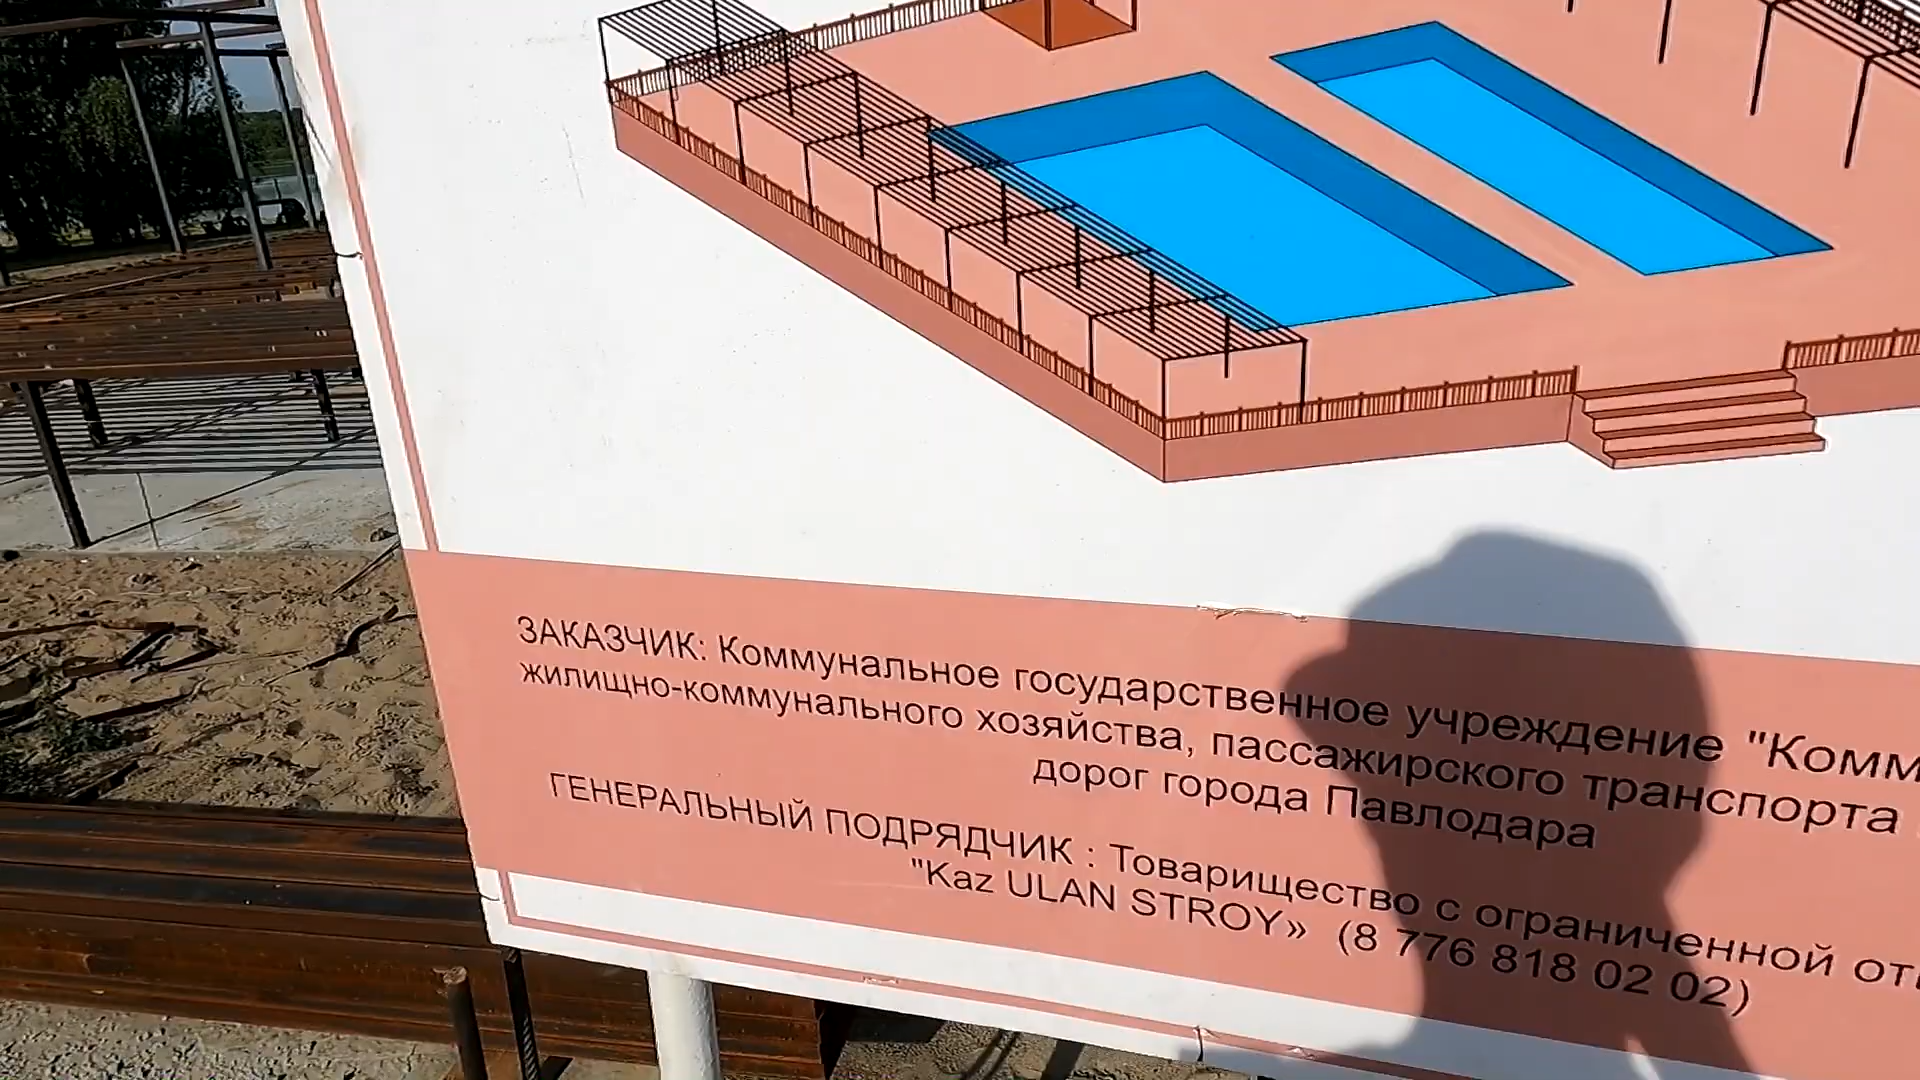 ЗАКАЗЧИК: Коммунальное государственное учреждение "Комм
жилищно-коммунального хозяйства, пассажирского транспорта
дорог города Павлодара
ГЕНЕРАЛЬНЫЙ ПОДРЯДЧИК : Товарищество с ограниченной от
"Kaz ULAN STROY» (8 776 818 02 02)